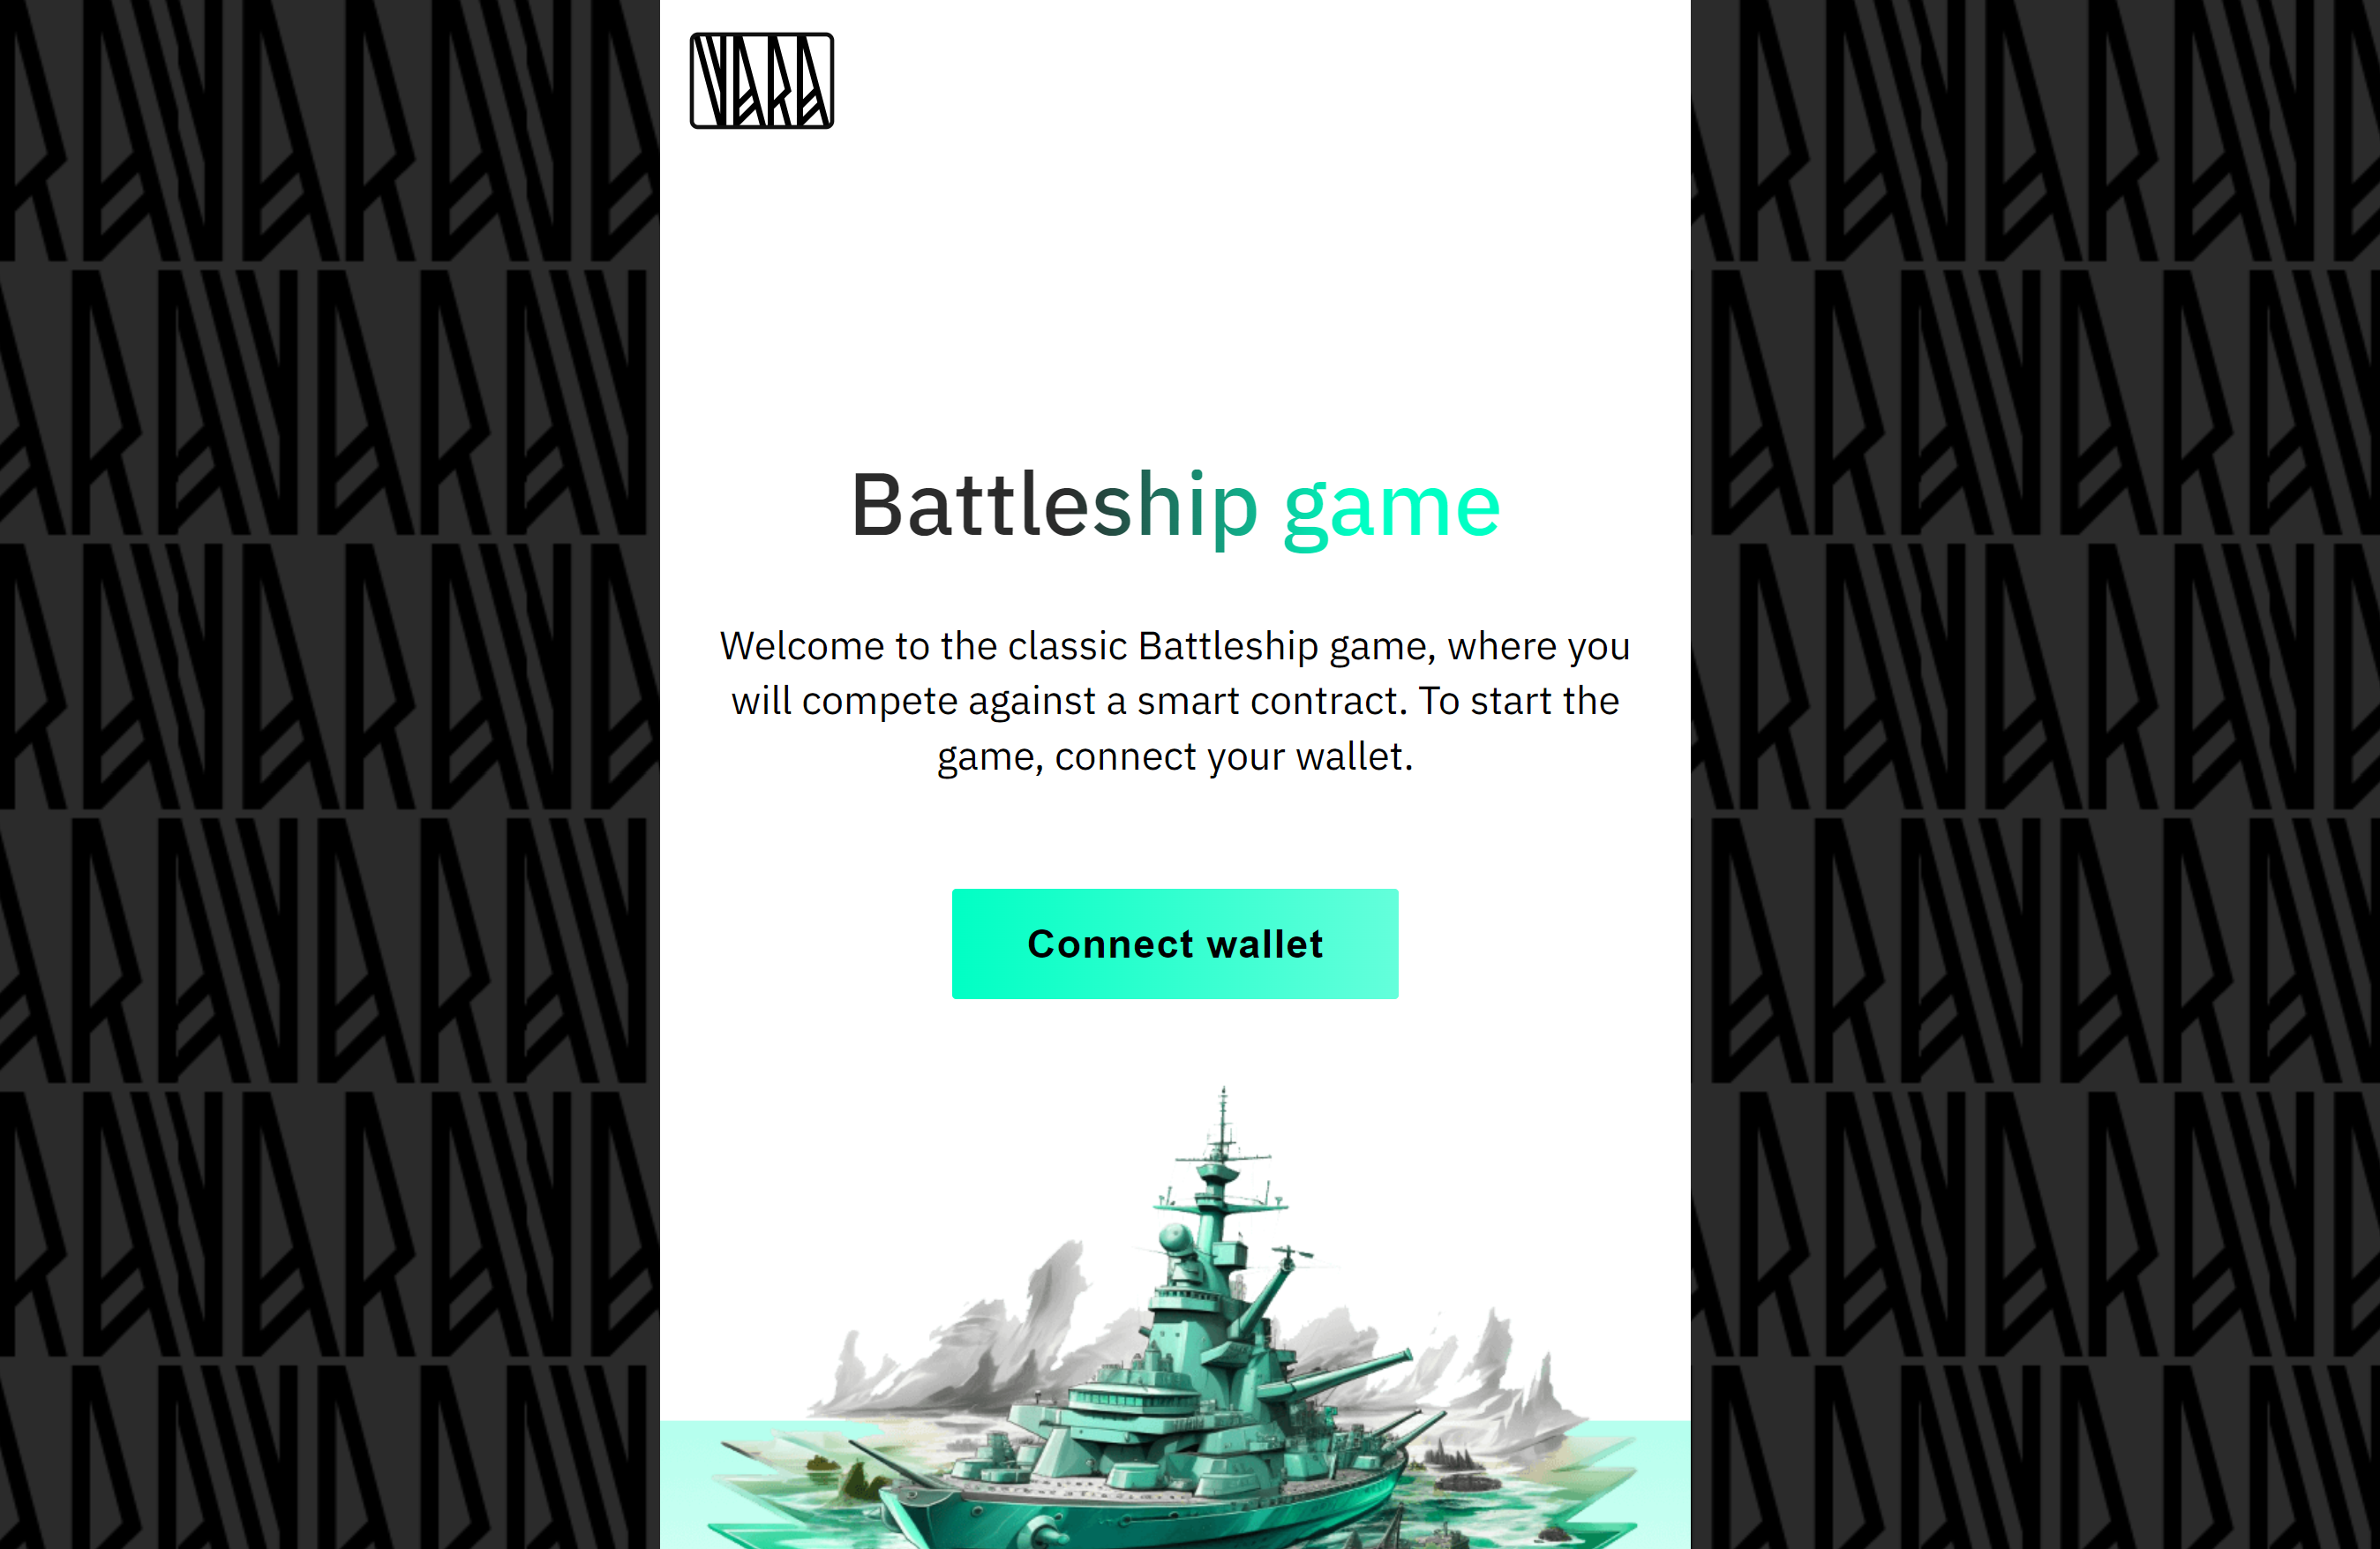 VARA
Battleship game
Welcome to the classic Battleship game, where you
will compete against a smart contract. To start the
game, connect your wallet.
Connect wallet